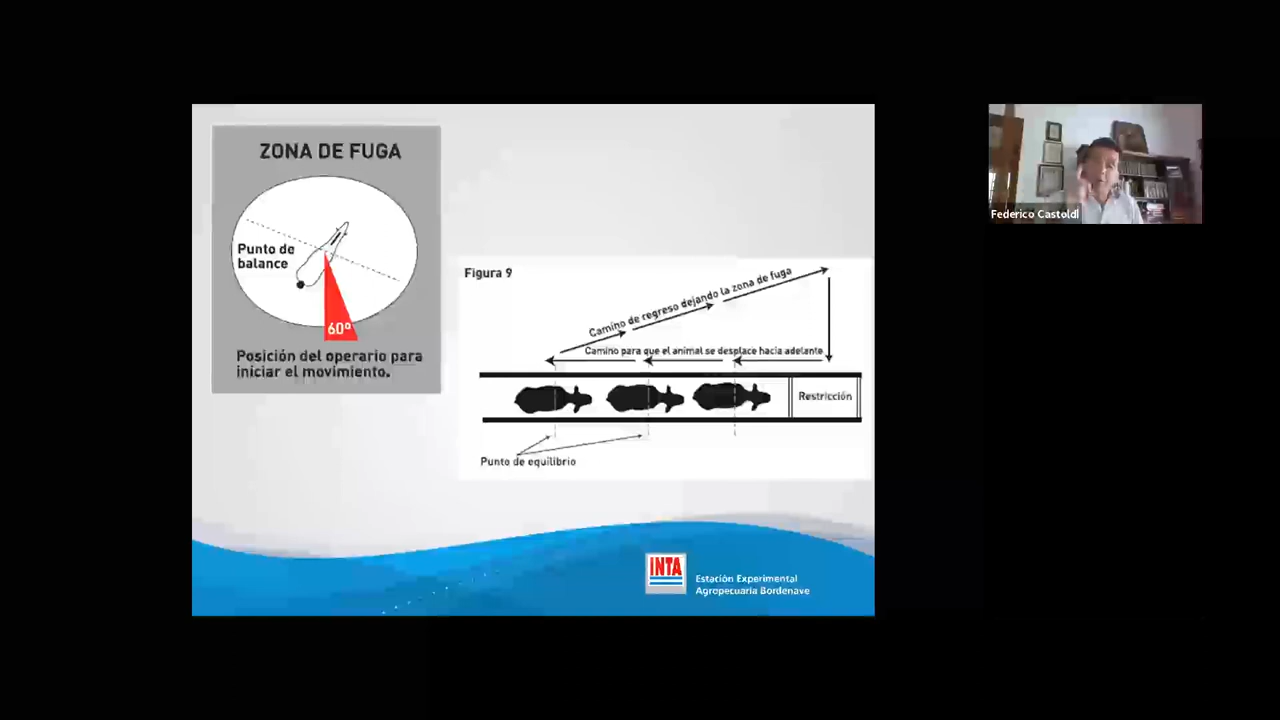 ZONA DE FUGA
Punto de
balance
60º
Posición del operario para
iniciar el movimiento.
Figura 9
Camino de regreso dejando la zona de fuga
Camino para que el animal se desplace hacia adelante
Restricción
Punto de equilibrio
INTA
Estación Experimental
Agropecuaria Bordenave
Federico Castoldi